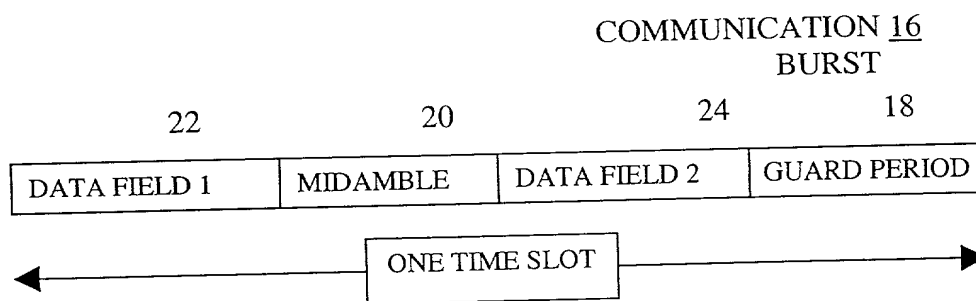 COMMUNICATION 16
BURST
22 20 24 18
DATA FIELD 1 MIDAMBLE DATA FIELD 2 GUARD PERIOD
ONE TIME SLOT